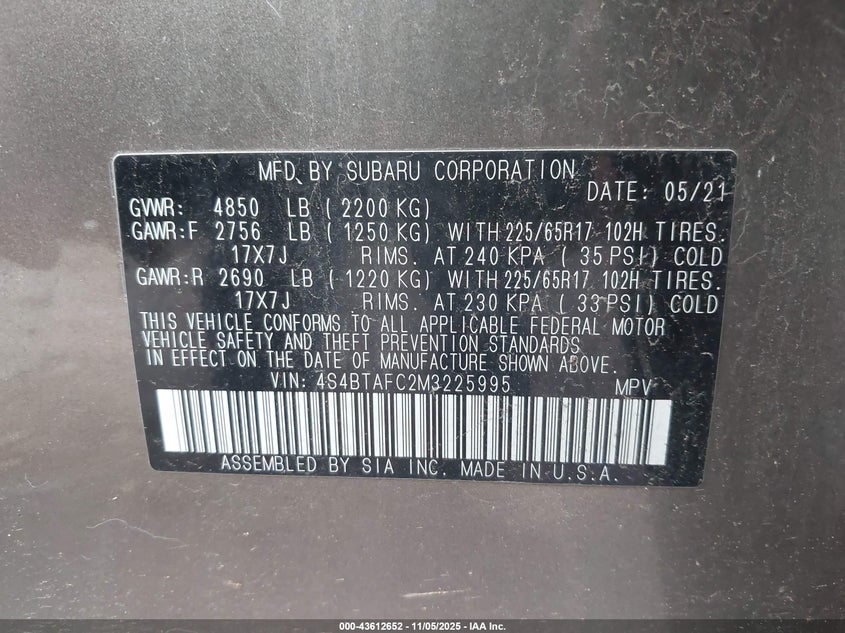 MFD. BY SUBARU CORPORATION
DATE: 05/21
GVWR: 4850 LB ( 2200 KG)
GAWR:F 2756 LB ( 1250 KG) WITH 225/65R17 102H TIRES.
17X7J RIMS. AT 240 KPA ( 35 PSI) COLD
GAWR:R 2690 LB ( 1220 KG) WITH 225/65R17 102H TIRES.
17X7J RIMS. AT 230 KPA ( 33 PSI) COLD
THIS VEHICLE CONFORMS TO ALL APPLICABLE FEDERAL MOTOR
VEHICLE SAFETY AND THEFT PREVENTION STANDARDS
IN EFFECT ON THE DATE OF MANUFACTURE SHOWN ABOVE.
VIN: 4S4BTAFC2M3225995 MPV
ASSEMBLED BY SIA INC. MADE IN U.S.A.
000-43612652 - 11/05/2025 - IAA Inc.